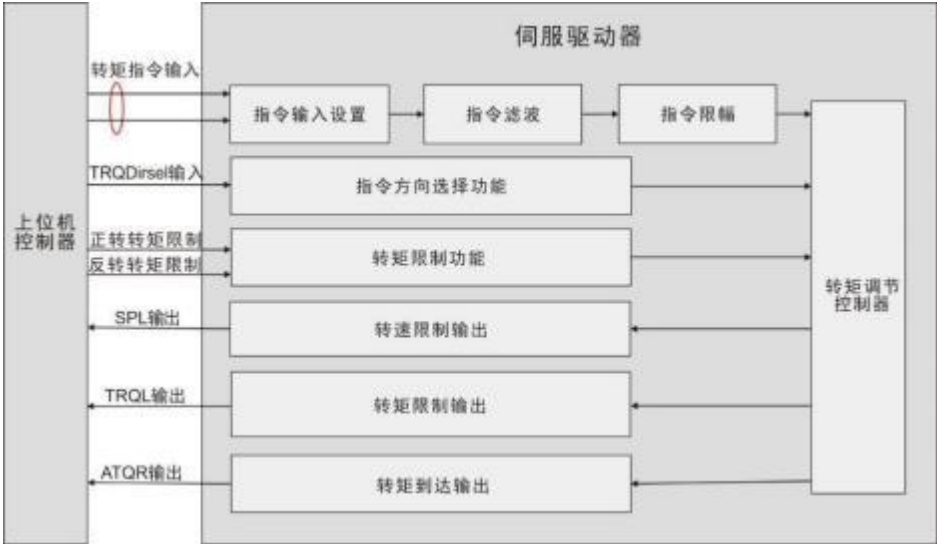 伺服驱动器
转矩指令输入
指令输入设置
指令滤波
指令限幅
TRQDirsel输入
指令方向选择功能
上位机
控制器
正转转矩限制
反转转矩限制
转矩限制功能
转矩调节
控制器
SPL输出
转速限制输出
TRQL输出
转矩限制输出
ATQR输出
转矩到达输出